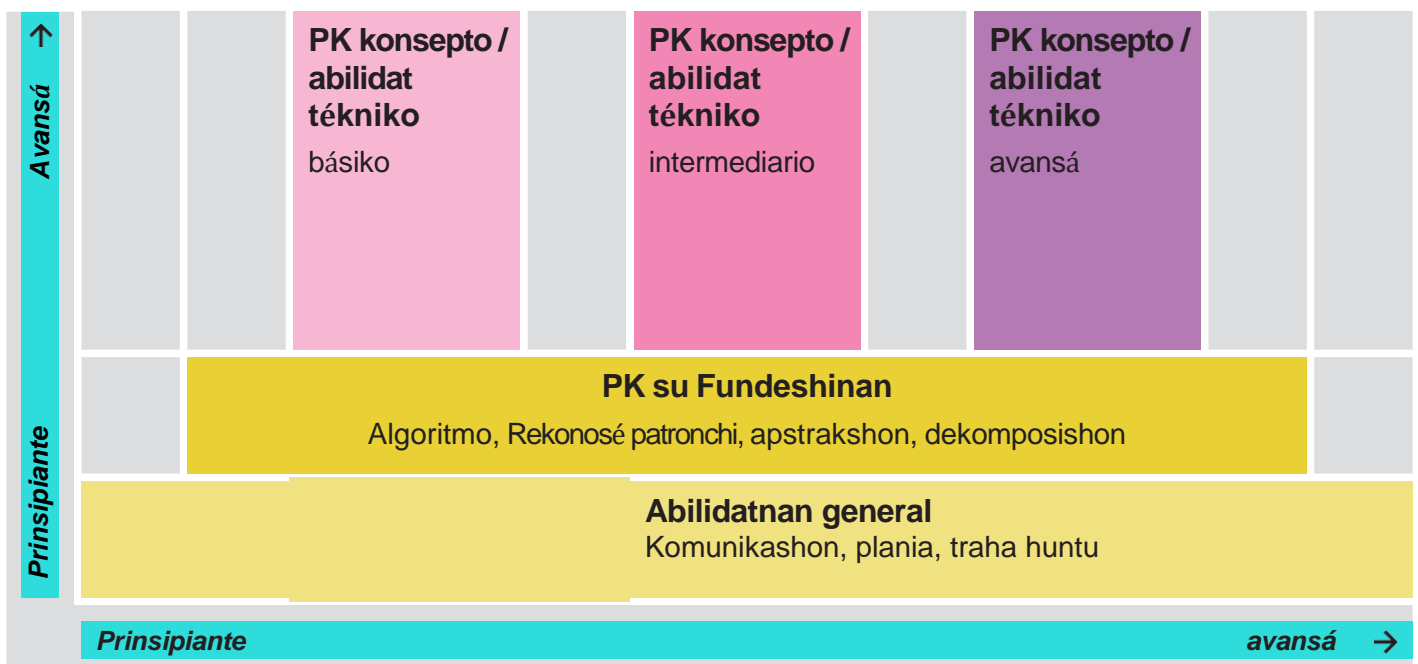 Avansá →
PK konsepto /
abilidat
tékniko
básiko
PK konsepto /
abilidat
tékniko
intermediario
PK konsepto /
abilidat
tékniko
avansá
PK su Fundeshinan
Algoritmo, Rekonosé patronchi, apstrakshon, dekomposishon
Prinsipiante
Abilidatnan general
Komunikashon, plania, traha huntu
Prinsipiante
avansá →